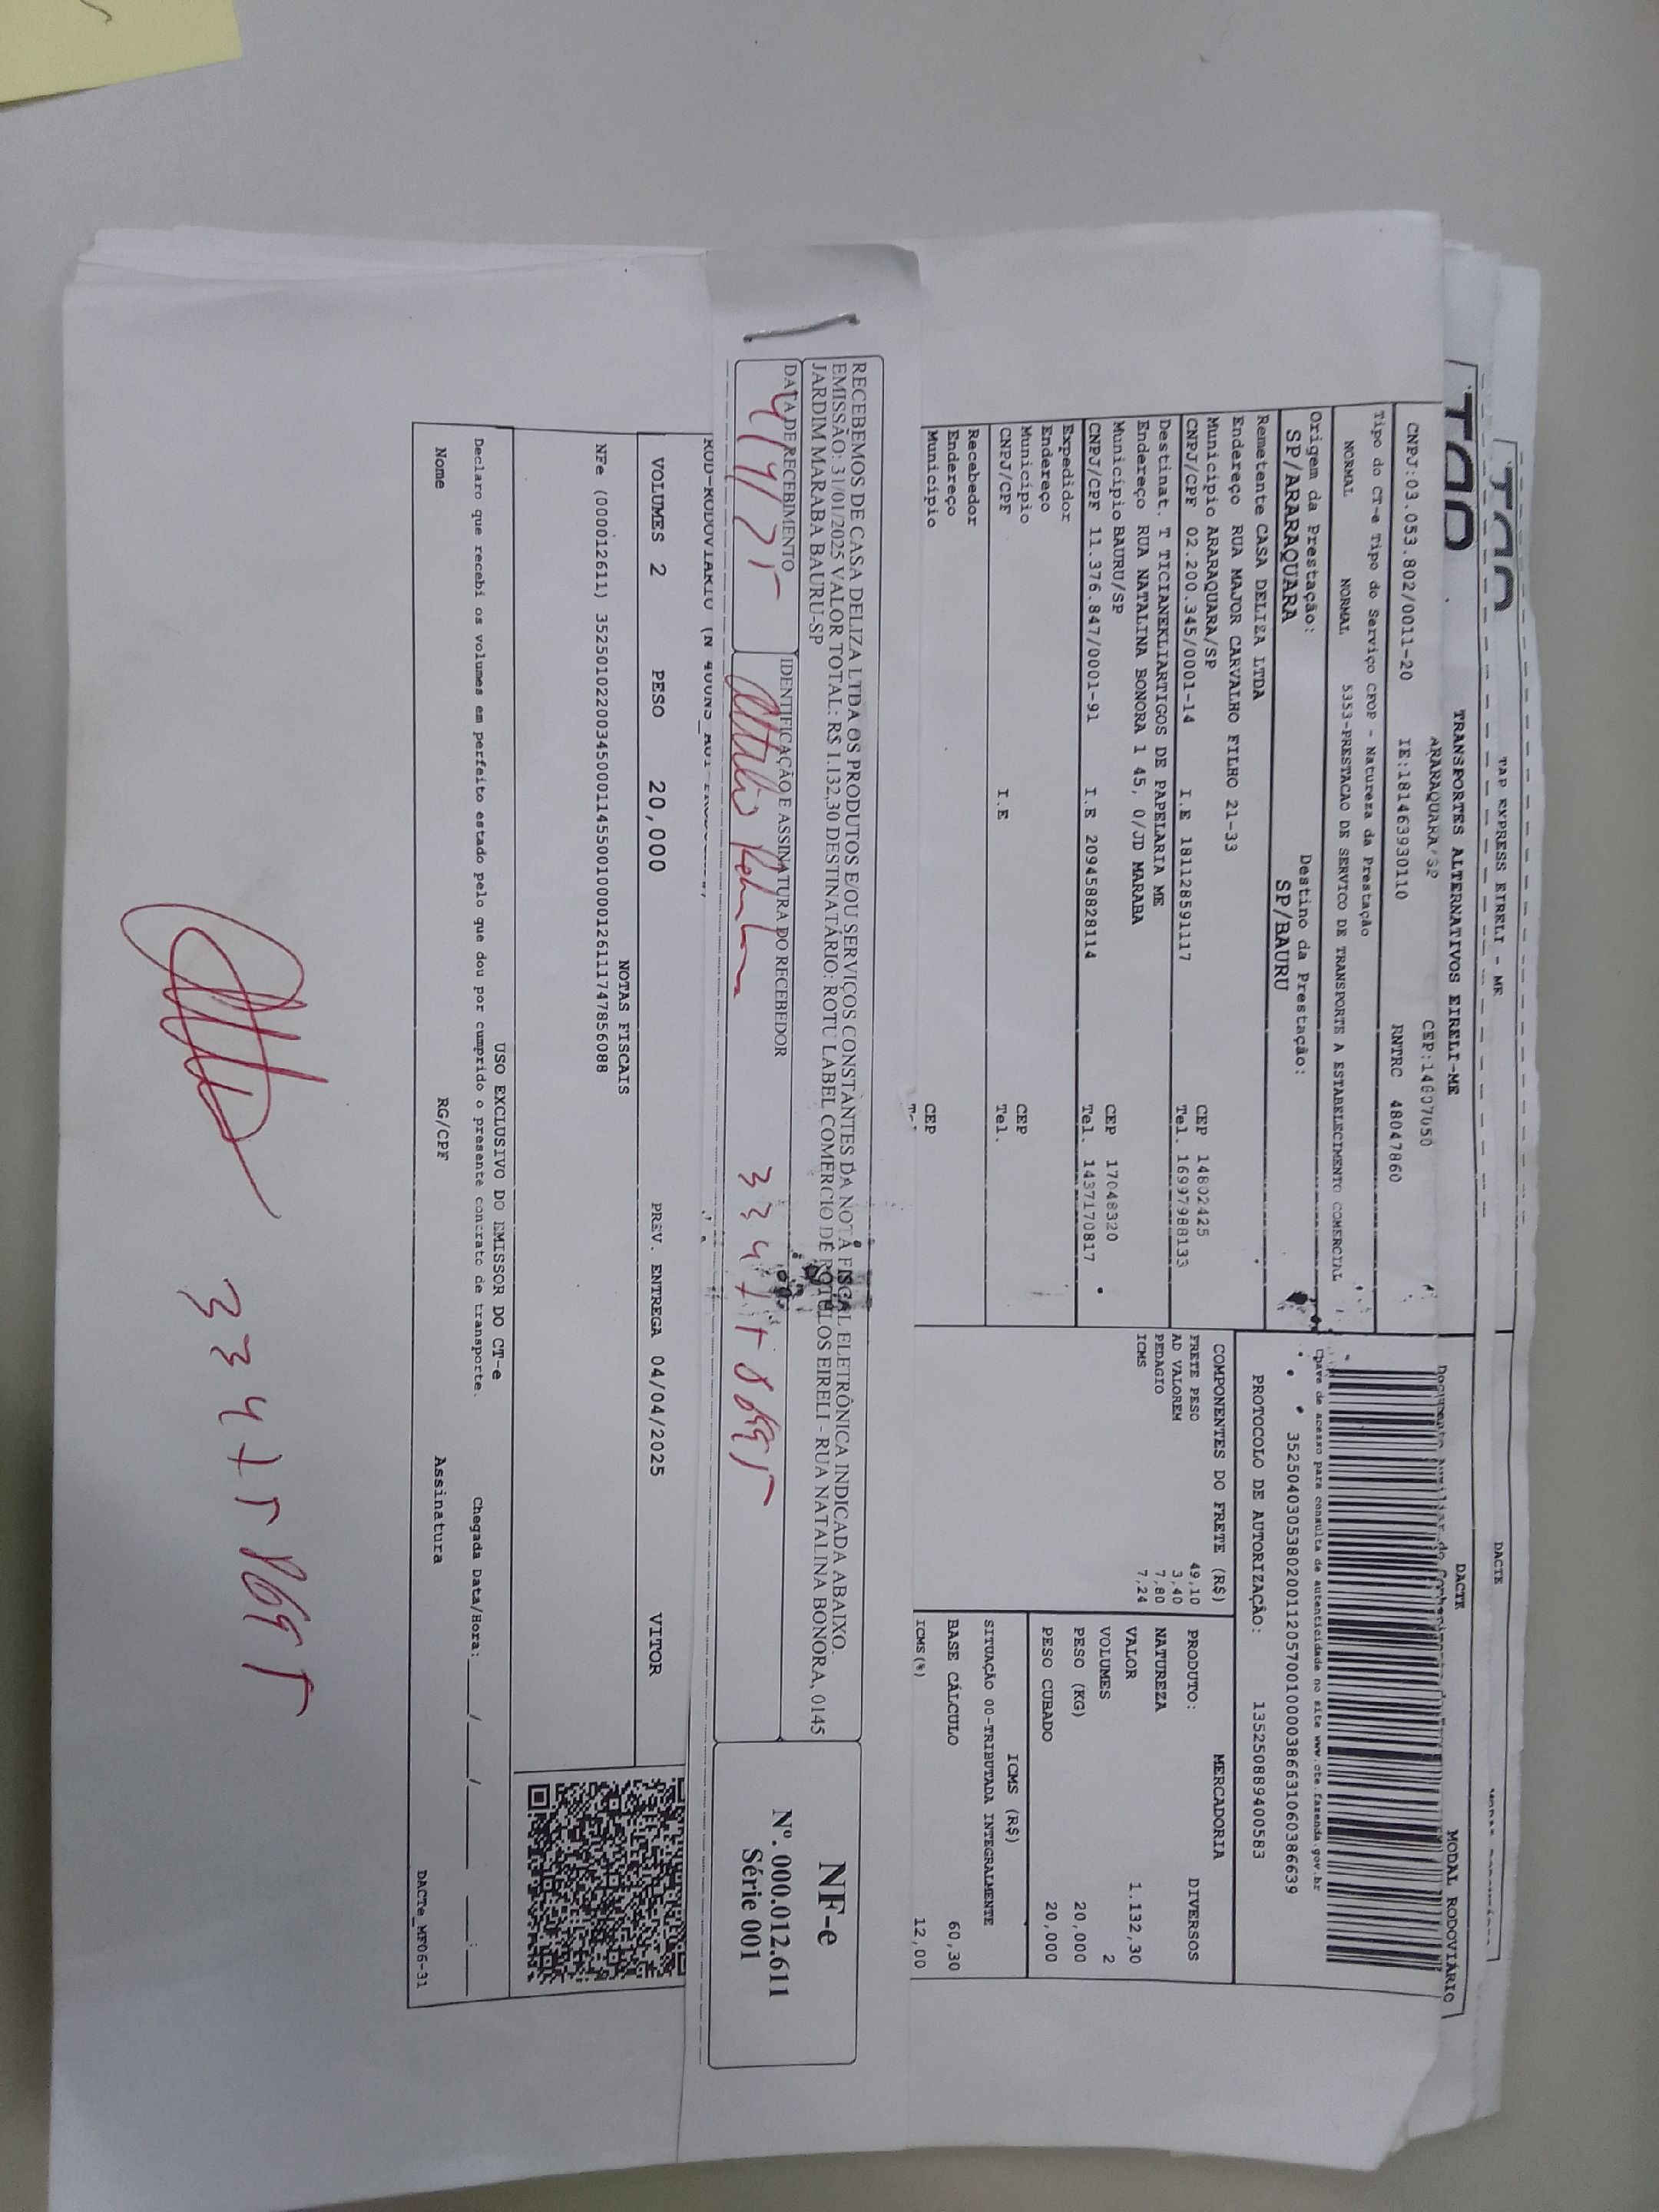 TAP EXPRESS EIRELI - ME
DACTE
TRANSPORTES ALTERNATIVOS EIRELI-ME
DACTE
MODAL RODOVIÁRIO
ARARAQUARA/SP
CEP:14807050
CNPJ:03.053.802/0011-20 IE:181463930110 RNTRC 48047860
Tipo do CT-e Tipo do Serviço CFOP - Natureza da Prestação
NORMAL NORMAL 5353-PRESTACAO DE SERVICO DE TRANSPORTE A ESTABELECIMENTO COMERCIAL
Chave de acesso para consulta de autenticidade no site www.cte.fazenda.gov.br
35250403053802001120570010000386631060386639
Origem da Prestação: Destino da Prestação:
SP/ARARAQUARA SP/BAURU
PROTOCOLO DE AUTORIZAÇÃO: 135250889400583
Remetente CASA DELIZA LTDA
Endereço RUA MAJOR CARVALHO FILHO 21-33
Município ARARAQUARA/SP CEP 14802425
CNPJ/CPF 02.200.345/0001-14 I.E 181128591117 Tel. 16997988133
Destinat. T TICIANEKLIARTIGOS DE PAPELARIA ME
Endereço RUA NATALINA BONORA 1 45, 0/JD MARABA
Município BAURU/SP CEP 17048320
CNPJ/CPF 11.376.847/0001-91 I.E 209458828114 Tel. 1437170817
Expedidor
Endereço
Município CEP
CNPJ/CPF I.E Tel.
Recebedor
Endereço
Município CEP
COMPONENTES DO FRETE (R$)
FRETE PESO 49,10
AD VALOREM 3,40
PEDAGIO 7,80
ICMS 7,24
MERCADORIA
PRODUTO: DIVERSOS
NATUREZA
VALOR 1.132,30
VOLUMES 2
PESO (KG) 20,000
PESO CUBADO 20,000
ICMS (R$)
SITUAÇÃO 00-TRIBUTADA INTEGRALMENTE
BASE CÁLCULO 60,30
ICMS(%) 12,00
RECEBEMOS DE CASA DELIZA LTDA OS PRODUTOS E/OU SERVIÇOS CONSTANTES DA NOTA FISCAL ELETRÔNICA INDICADA ABAIXO.
EMISSÃO: 31/01/2025 VALOR TOTAL: R$ 1.132,30 DESTINATÁRIO: ROTU LABEL COMERCIO DE ROTULOS EIRELI - RUA NATALINA BONORA, 0145
JARDIM MARABA BAURU-SP
DATA DE RECEBIMENTO
IDENTIFICAÇÃO E ASSINATURA DO RECEBEDOR
NF-e
Nº. 000.012.611
Série 001
VOLUMES 2 PESO 20,000 PREV. ENTREGA 04/04/2025 VITOR
NOTAS FISCAIS
NFe (000012611) 35250102200345000114550010000126111747856088
USO EXCLUSIVO DO EMISSOR DO CT-e
Declaro que recebi os volumes em perfeito estado pelo que dou por cumprido o presente contrato de transporte. Chegada Data/Hora: ___/___/___ __:__
Nome RG/CPF Assinatura
DACTe_MF06-31